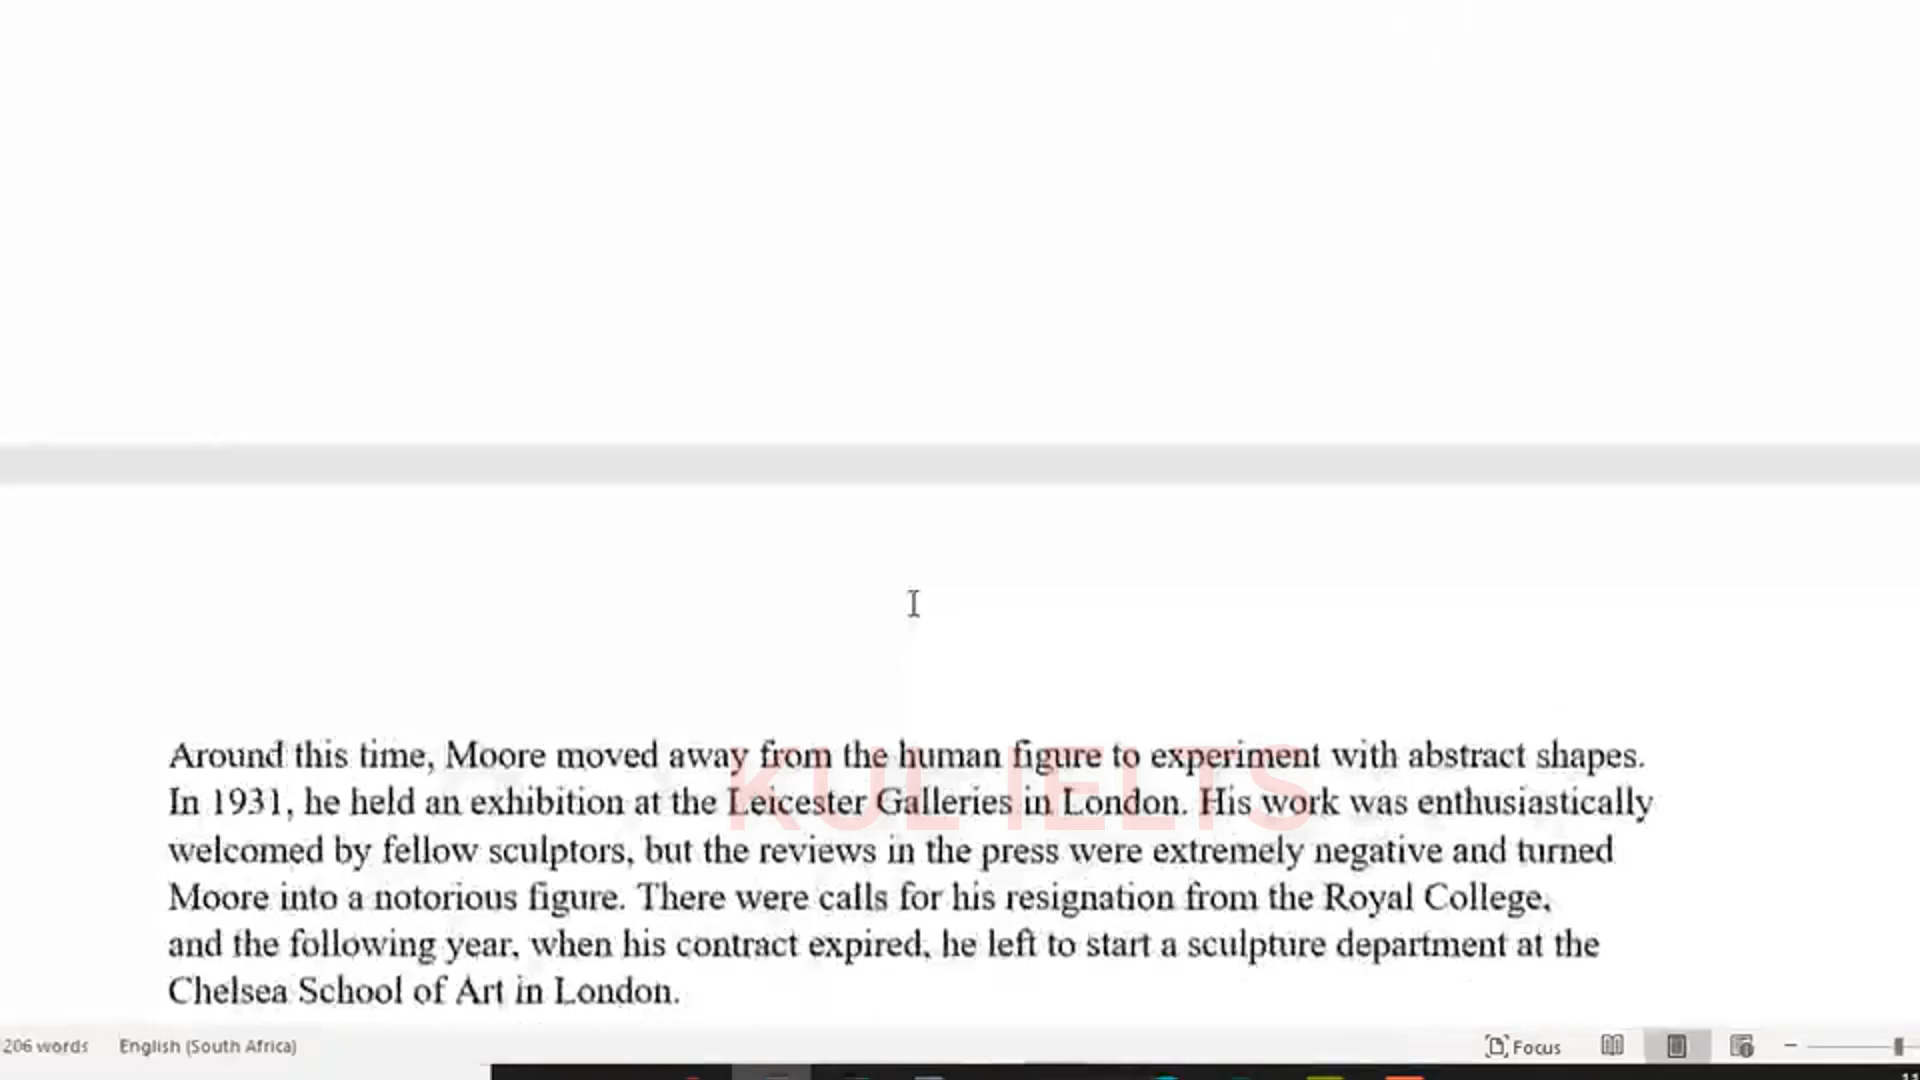 Around this time, Moore moved away from the human figure to experiment with abstract shapes.
In 1931, he held an exhibition at the Leicester Galleries in London. His work was enthusiastically
welcomed by fellow sculptors, but the reviews in the press were extremely negative and turned
Moore into a notorious figure. There were calls for his resignation from the Royal College,
and the following year, when his contract expired, he left to start a sculpture department at the
Chelsea School of Art in London.
KUL IELTS
206 words English (South Africa) Focus